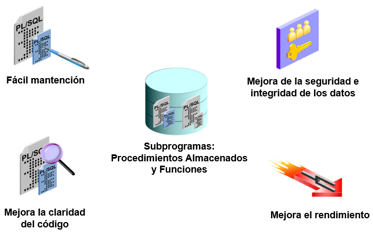 PL/SQL
Fácil mantención
Mejora de la seguridad e
integridad de los datos
Subprogramas:
Procedimientos Almacenados
y Funciones
PL/SQL
Mejora la claridad
del código
Mejora el rendimiento